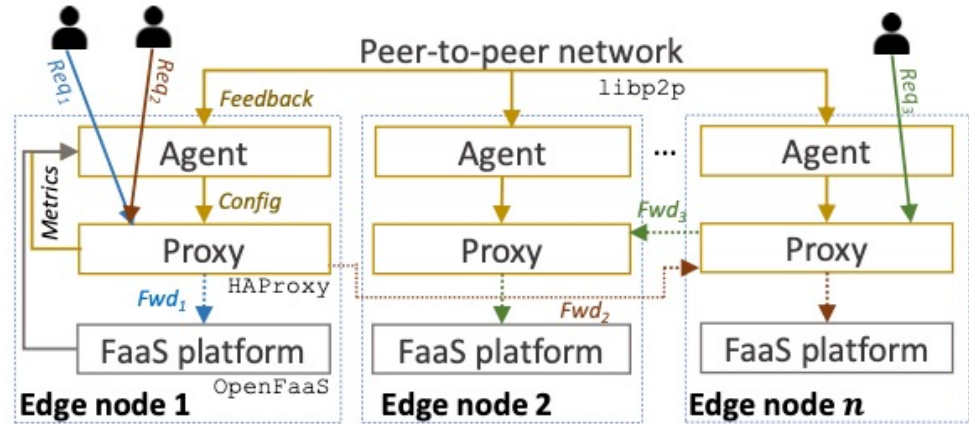 Peer-to-peer network
libp2p
Req1
Req2
Req3
Feedback
Agent
Agent
...
Agent
Metrics
Config
Fwd3
Proxy
Proxy
Proxy
HAProxy
Fwd1
Fwd2
FaaS platform
FaaS platform
FaaS platform
OpenFaaS
Edge node 1
Edge node 2
Edge node n